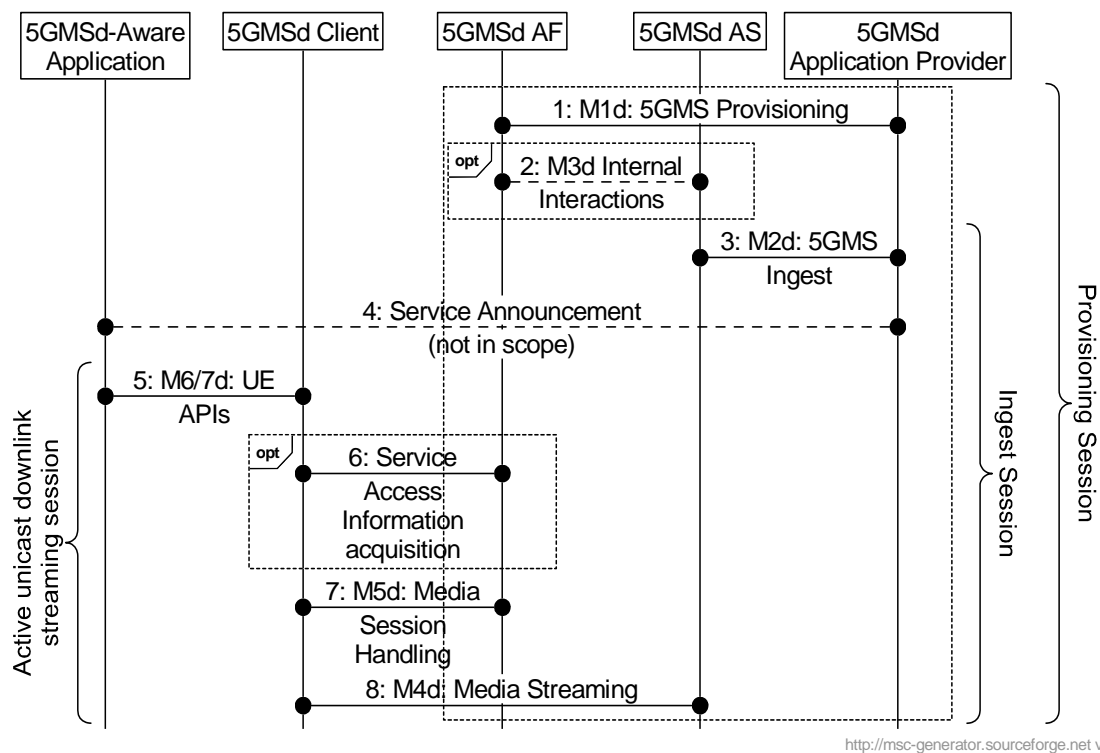 5GMSd-Aware
Application
5GMSd Client
5GMSd AF
5GMSd AS
5GMSd
Application Provider
1: M1d: 5GMS Provisioning
opt
2: M3d Internal
Interactions
3: M2d: 5GMS
Ingest
4: Service Announcement
(not in scope)
5: M6/7d: UE
APIs
opt
6: Service
Access
Information
acquisition
7: M5d: Media
Session
Handling
8: M4d: Media Streaming
Active unicast downlink
streaming session
Ingest Session
Provisioning Session
http://msc-generator.sourceforge.net v